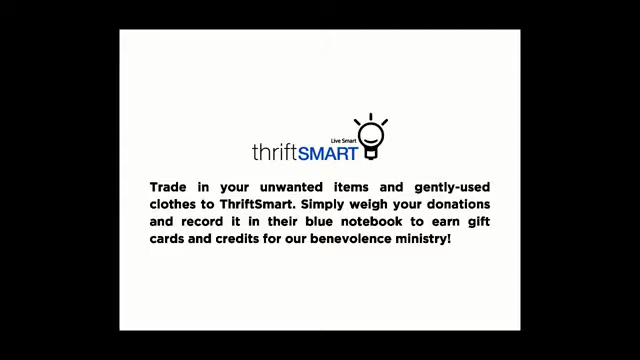 Live Smart
thriftSMART
Trade in your unwanted items and gently-used
clothes to ThriftSmart. Simply weigh your donations
and record it in their blue notebook to earn gift
cards and credits for our benevolence ministry!